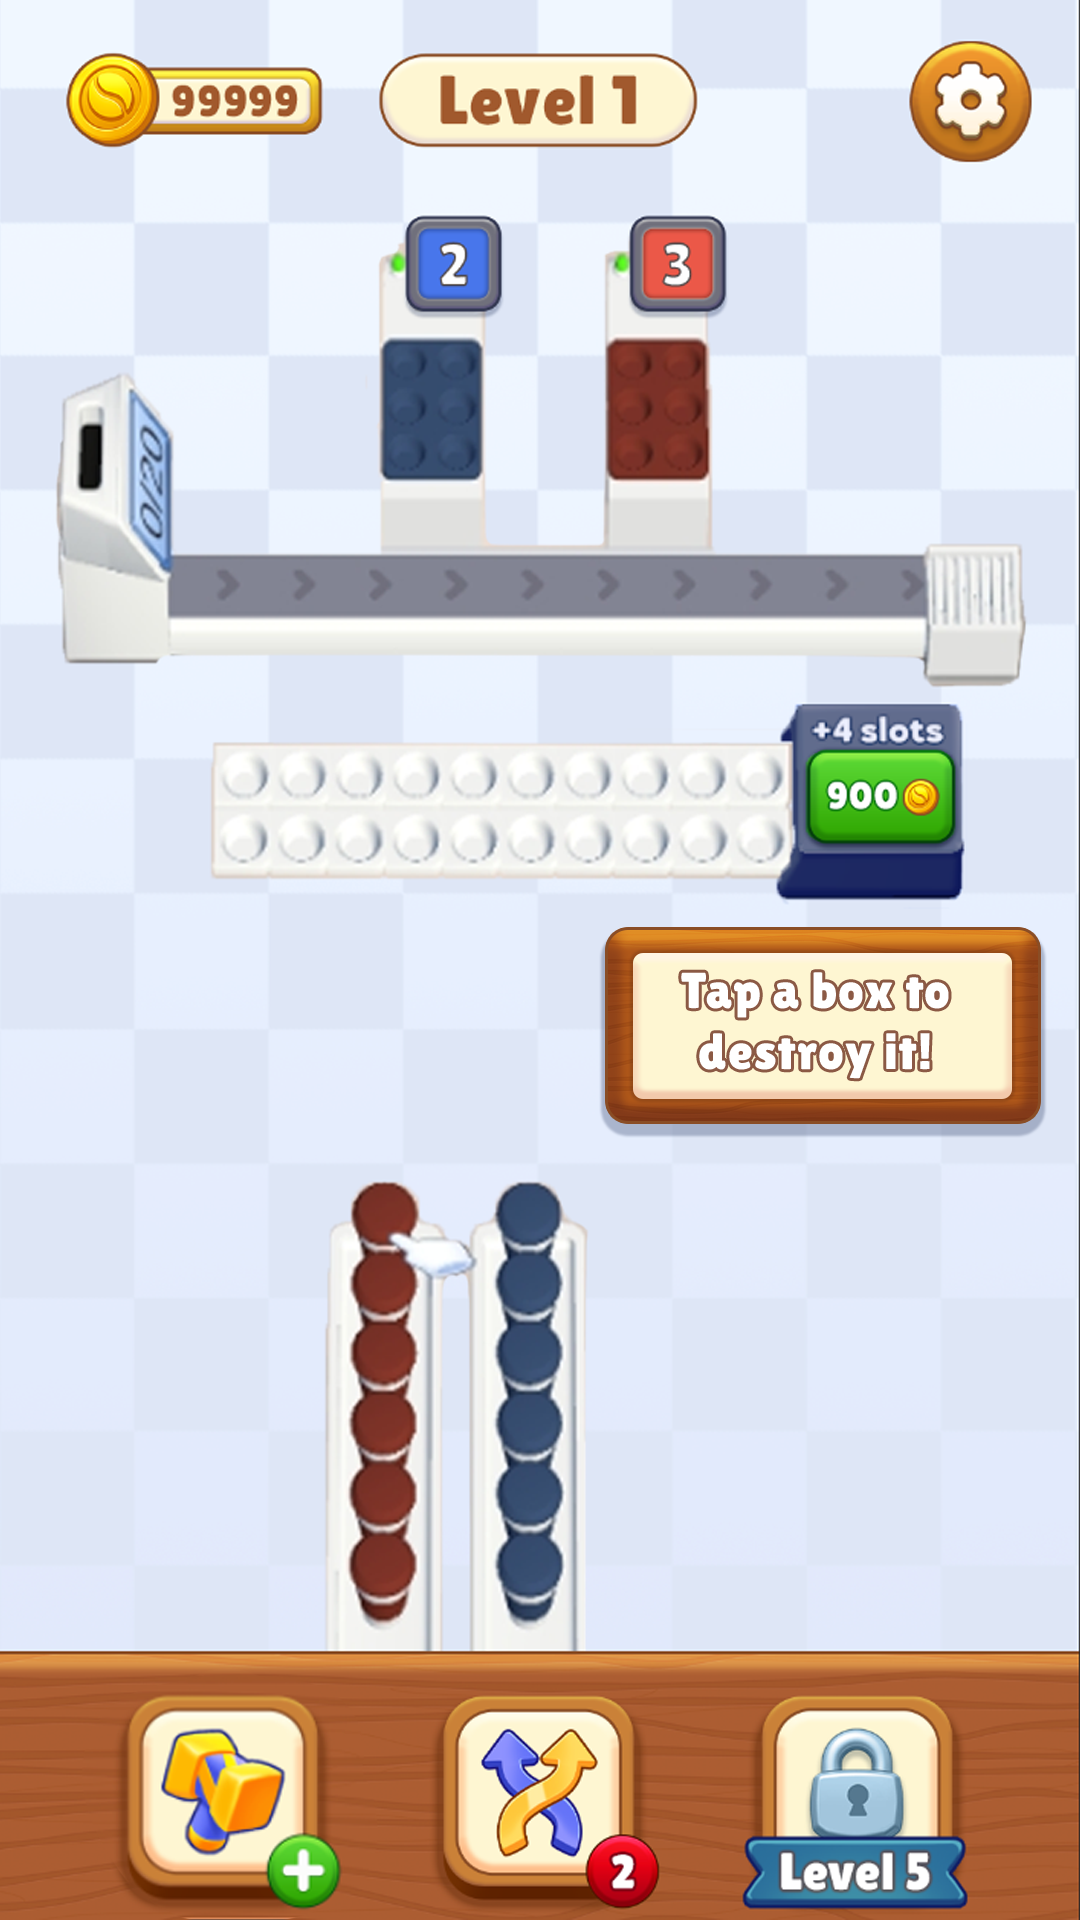 99999
Level 1
2
3
0/20
+4 slots
900
Tap a box to
destroy it!
2
Level 5